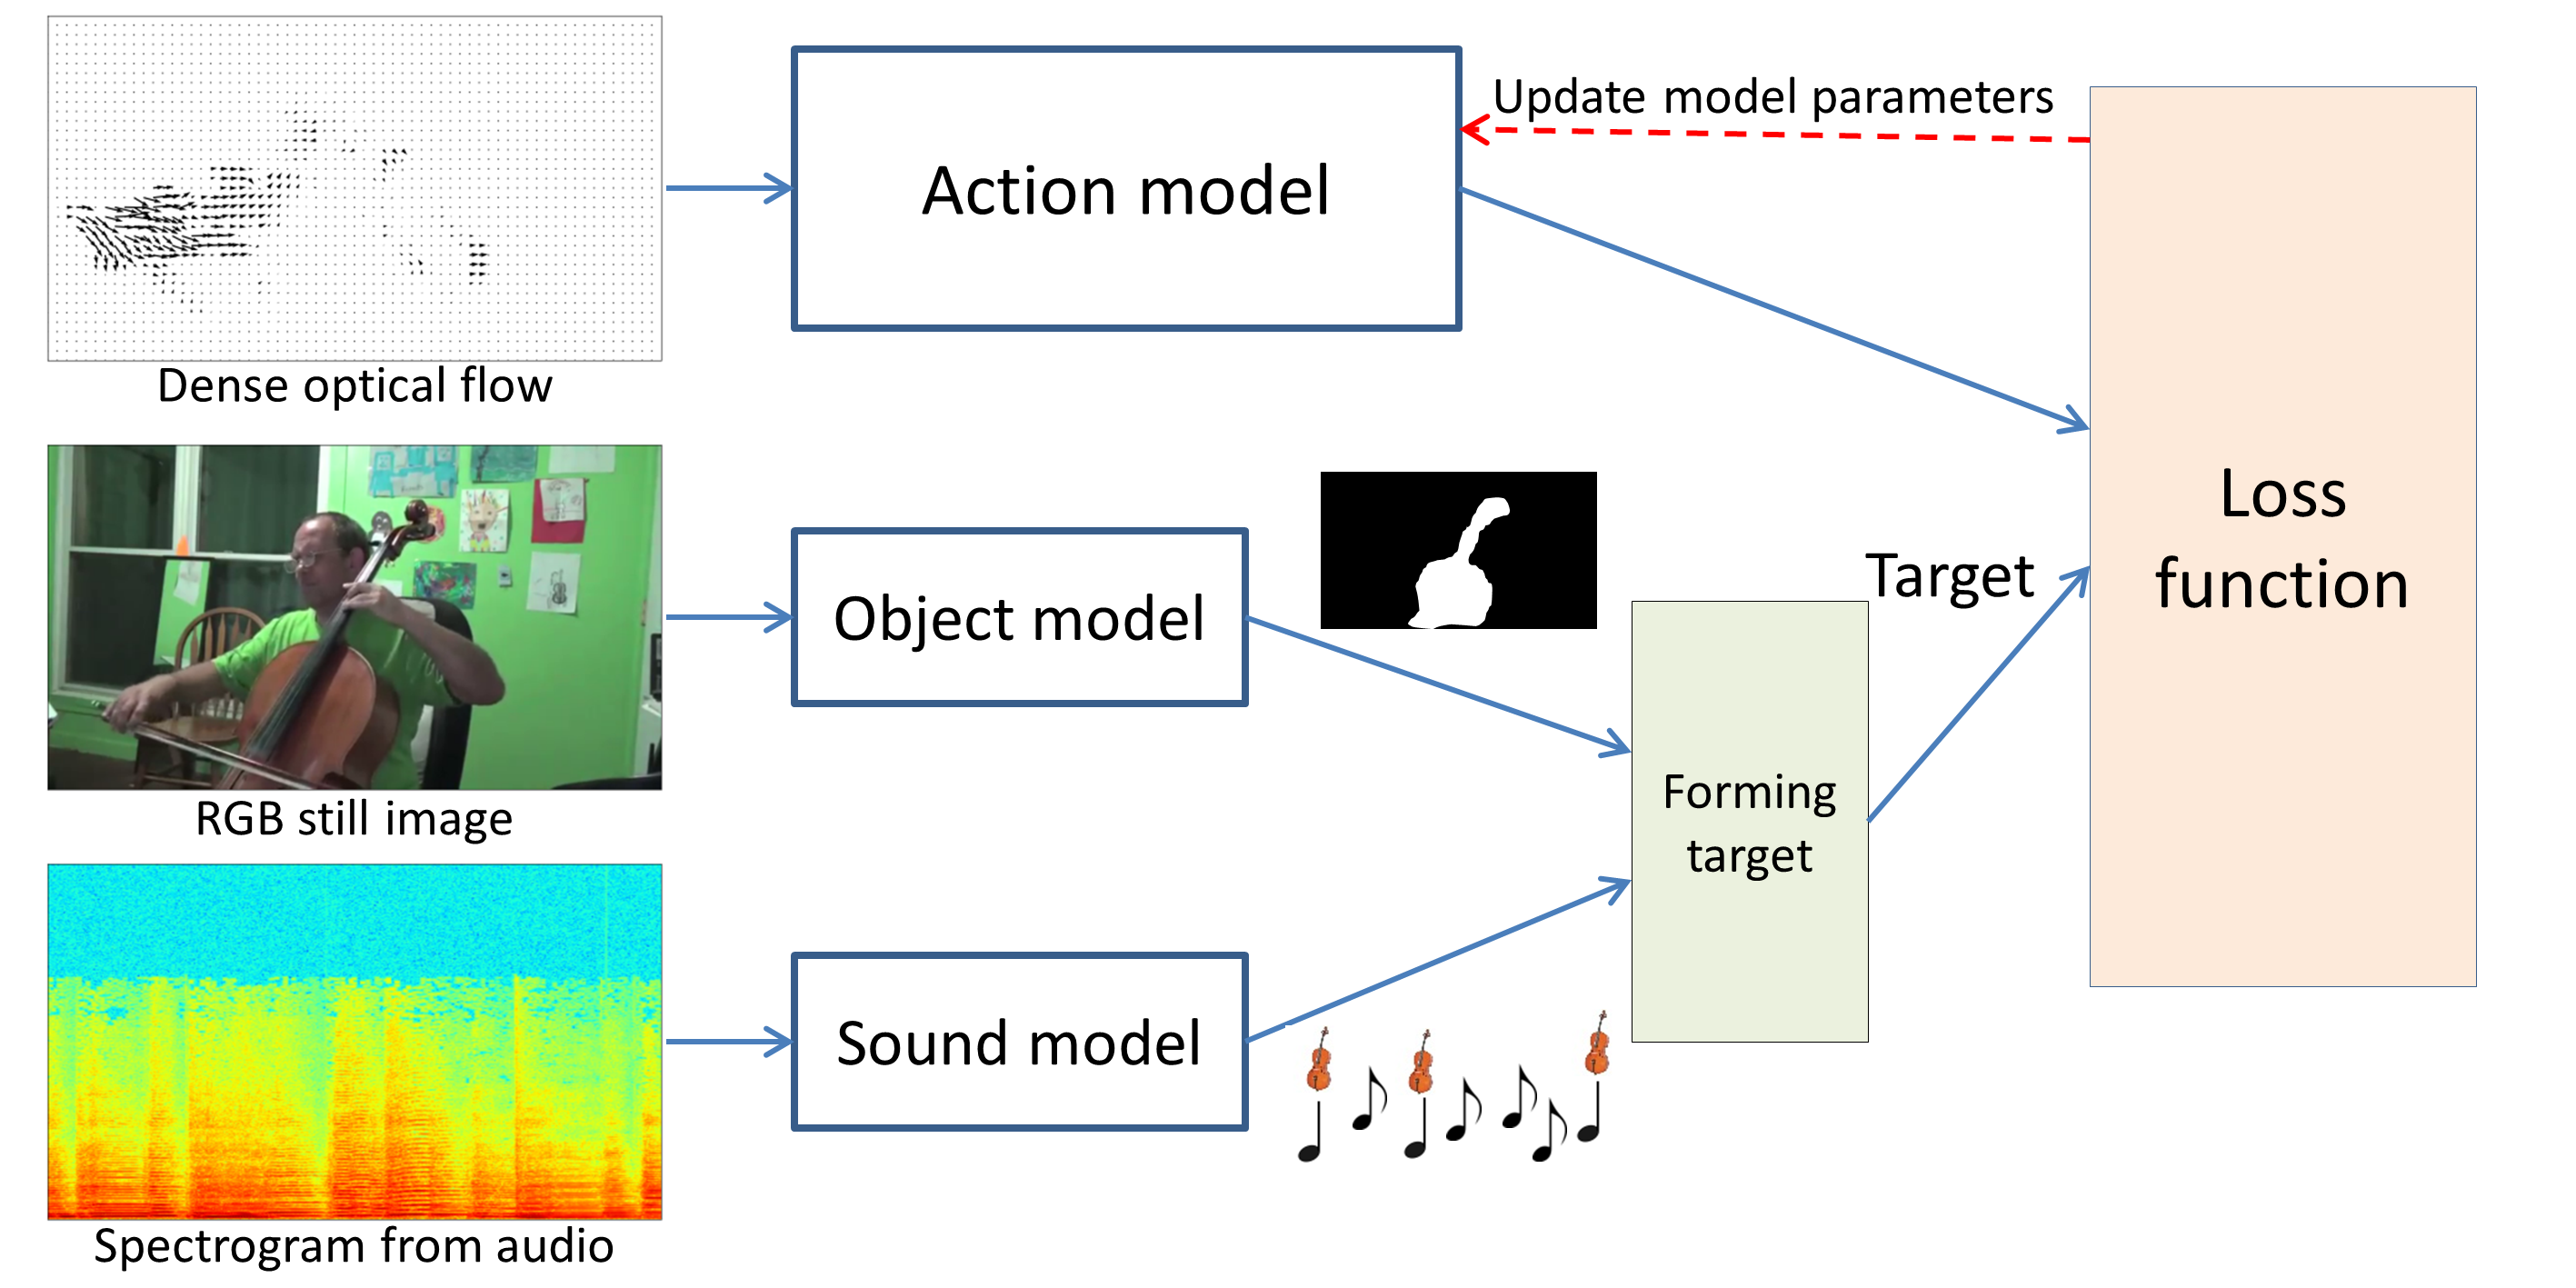 Dense optical flow
Action model
Update model parameters
RGB still image
Object model
Target
Loss
function
Forming
target
Sound model
Spectrogram from audio